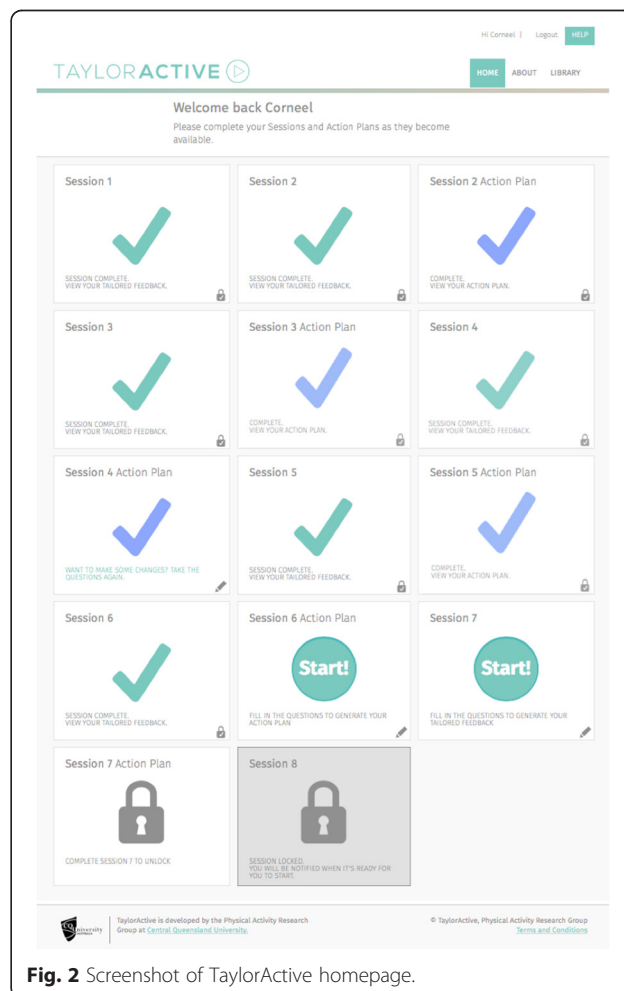 Hi Corneel | Logout HELP
TAYLORACTIVE
HOME ABOUT LIBRARY
Welcome back Corneel
Please complete your Sessions and Action Plans as they become
available.
Session 1
SESSION COMPLETE.
VIEW YOUR TAILORED FEEDBACK.
Session 2
SESSION COMPLETE.
VIEW YOUR TAILORED FEEDBACK.
Session 2 Action Plan
COMPLETE.
VIEW YOUR ACTION PLAN.
Session 3
SESSION COMPLETE.
VIEW YOUR TAILORED FEEDBACK.
Session 3 Action Plan
COMPLETE.
VIEW YOUR ACTION PLAN.
Session 4
SESSION COMPLETE.
VIEW YOUR TAILORED FEEDBACK.
Session 4 Action Plan
WANT TO MAKE SOME CHANGES? TAKE THE
QUESTIONS AGAIN.
Session 5
SESSION COMPLETE.
VIEW YOUR TAILORED FEEDBACK.
Session 5 Action Plan
COMPLETE.
VIEW YOUR ACTION PLAN.
Session 6
SESSION COMPLETE.
VIEW YOUR TAILORED FEEDBACK.
Session 6 Action Plan
Start!
FILL IN THE QUESTIONS TO GENERATE YOUR
ACTION PLAN
Session 7
Start!
FILL IN THE QUESTIONS TO GENERATE YOUR
TAILORED FEEDBACK
Session 7 Action Plan
COMPLETE SESSION 7 TO UNLOCK
Session 8
SESSION LOCKED.
YOU WILL BE NOTIFIED WHEN IT'S READY FOR
YOU TO START.
CQUniversity
AUSTRALIA
TaylorActive is developed by the Physical Activity Research
Group at Central Queensland University.
© TaylorActive, Physical Activity Research Group
Terms and Conditions
Fig. 2 Screenshot of TaylorActive homepage.